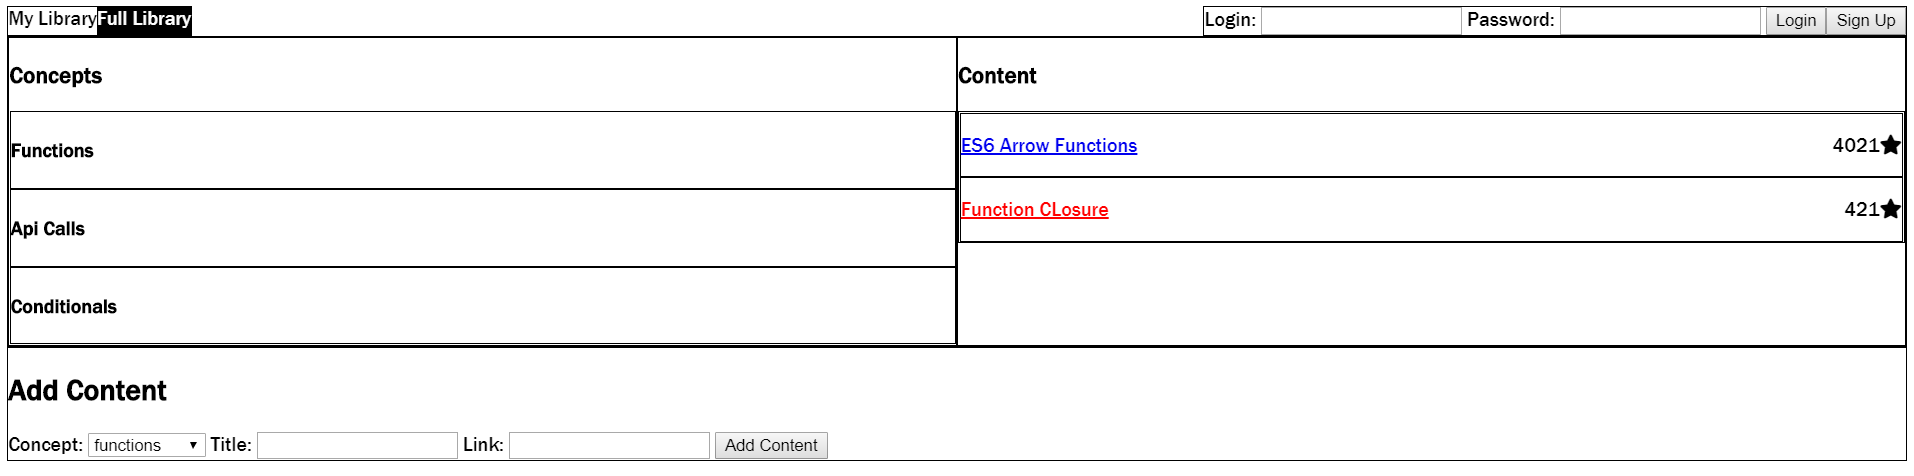 My Library Full Library Login: Password: Login Sign Up
Concepts
Functions
Api Calls
Conditionals
Content
ES6 Arrow Functions 4021
Function CLosure 421
Add Content
Concept: functions Title: Link: Add Content